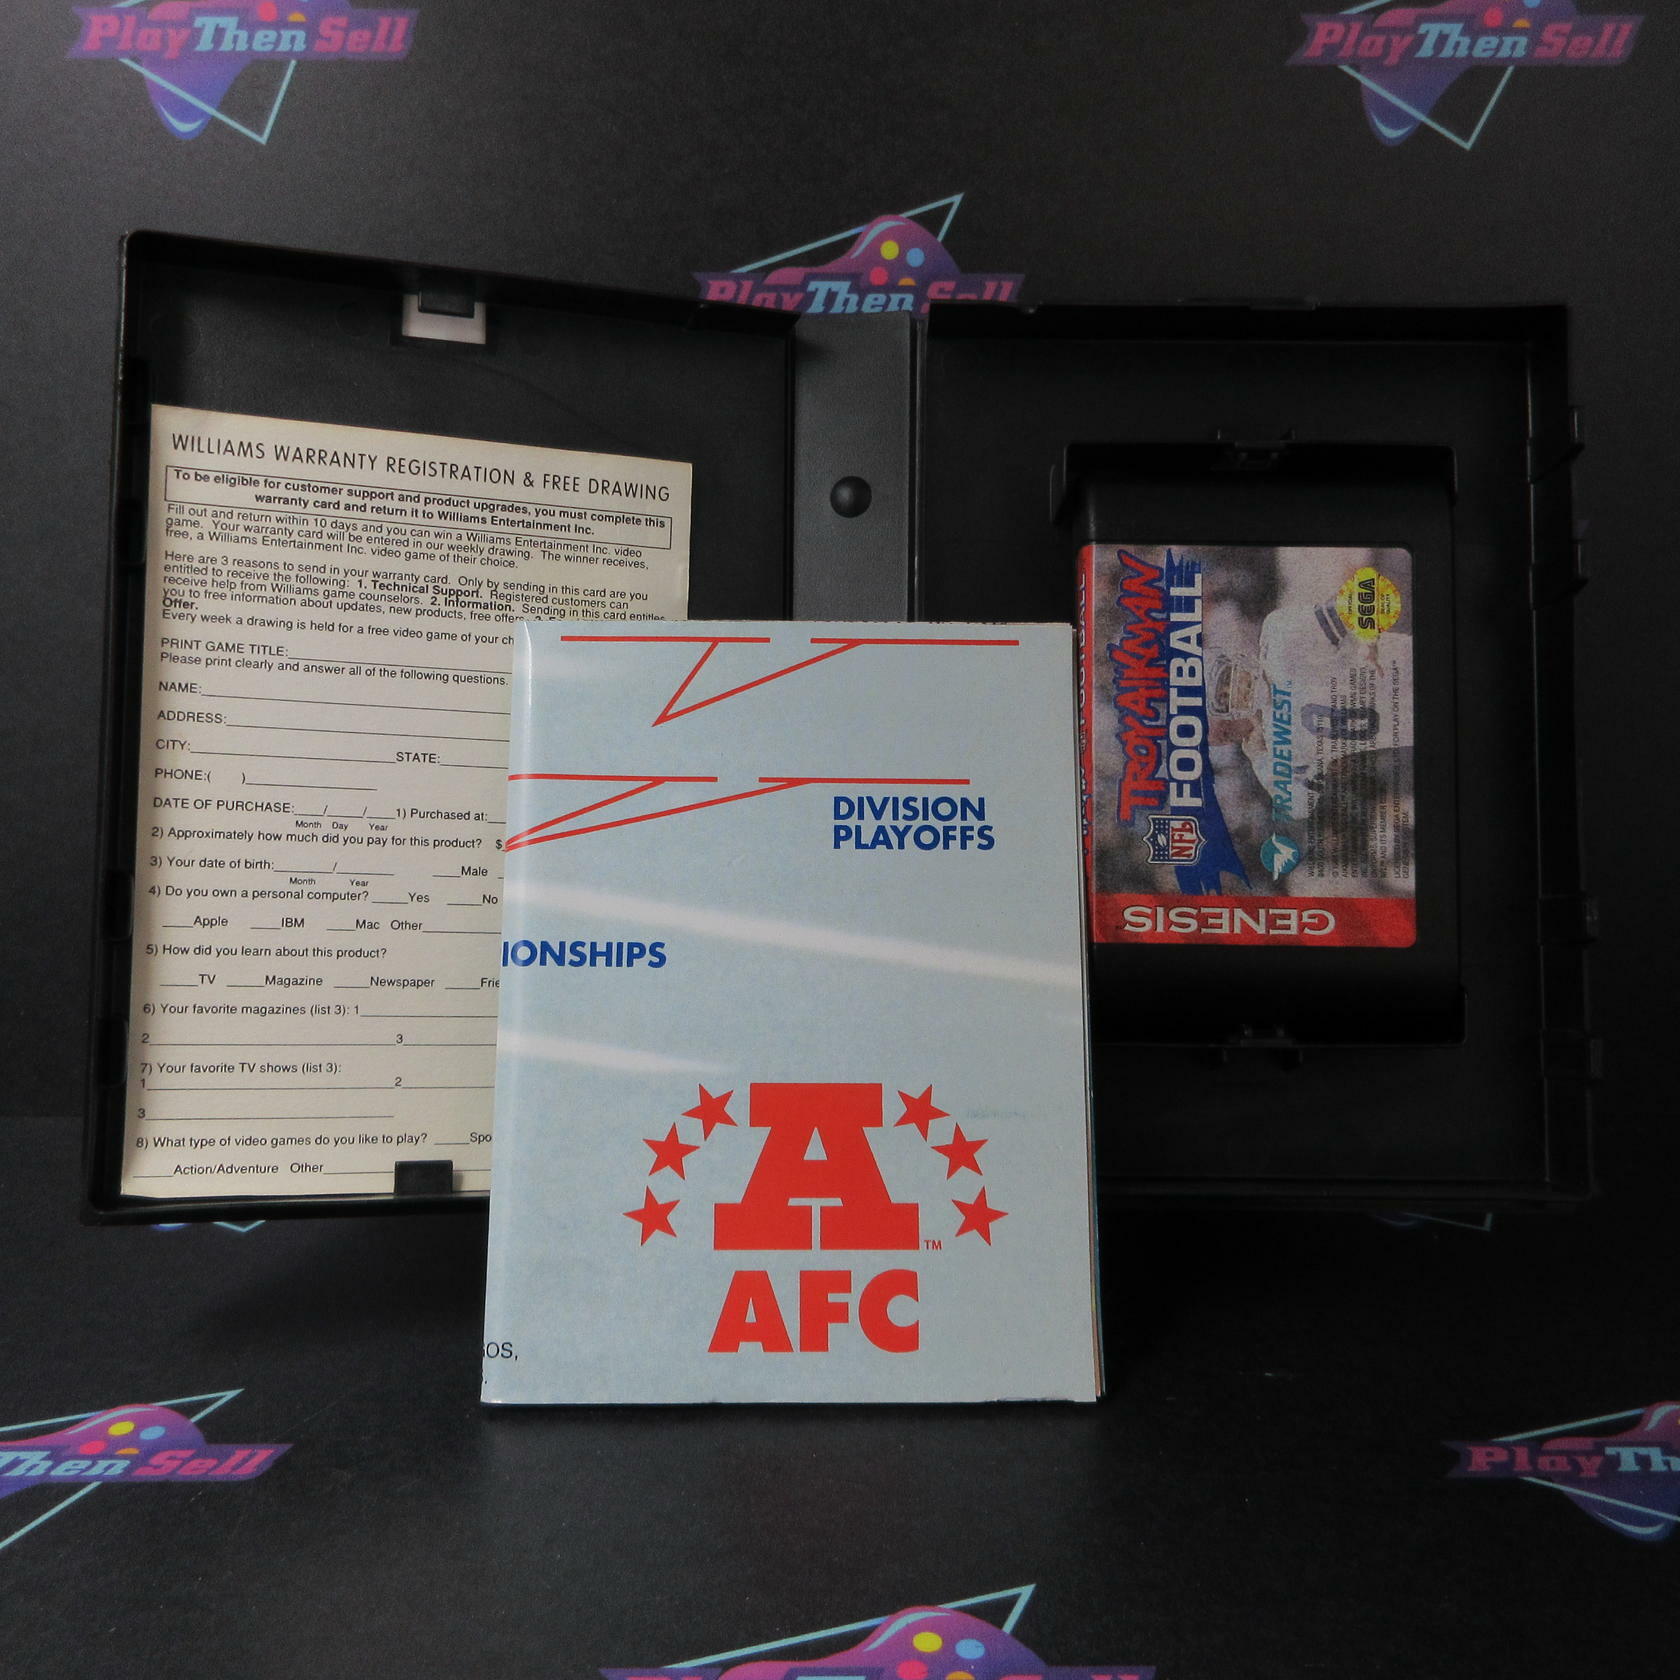 Play Then Sell
Play Then Sell
Play Then Sell
WILLIAMS WARRANTY REGISTRATION & FREE DRAWING
To be eligible for customer support and product upgrades, you must complete this
warranty card and return it to Williams Entertainment Inc.
Fill out and return within 10 days and you can win a Williams Entertainment Inc. video
game. Your warranty card will be entered in our weekly drawing. The winner receives,
free, a Williams Entertainment Inc. video game of their choice.
Here are 3 reasons to send in your warranty card. Only by sending in this card are you
entitled to receive the following: 1. Technical Support. Registered customers can
receive help from Williams game counselors. 2. Information. Sending in this card entitles
you to free information about updates, new products, free offers.
Offer.
Every week a drawing is held for a free video game of your ch
PRINT GAME TITLE:
Please print clearly and answer all of the following questions.
NAME:
ADDRESS:
CITY: STATE:
PHONE:( )
DATE OF PURCHASE: / / 1) Purchased at:
Month Day Year
2) Approximately how much did you pay for this product? $
3) Your date of birth: / Male
Month Year
4) Do you own a personal computer? Yes No
Apple IBM Mac Other
5) How did you learn about this product?
TV Magazine Newspaper Frie
6) Your favorite magazines (list 3): 1
2 3
7) Your favorite TV shows (list 3):
1 2
3
8) What type of video games do you like to play? Spo
Action/Adventure Other
DIVISION
PLAYOFFS
IONSHIPS
A
TM
AFC
OS,
TROY AIKMAN
NFL FOOTBALL
TRADEWEST
SEGA
GENESIS
Then Sell
Play Th
Play Then Sell